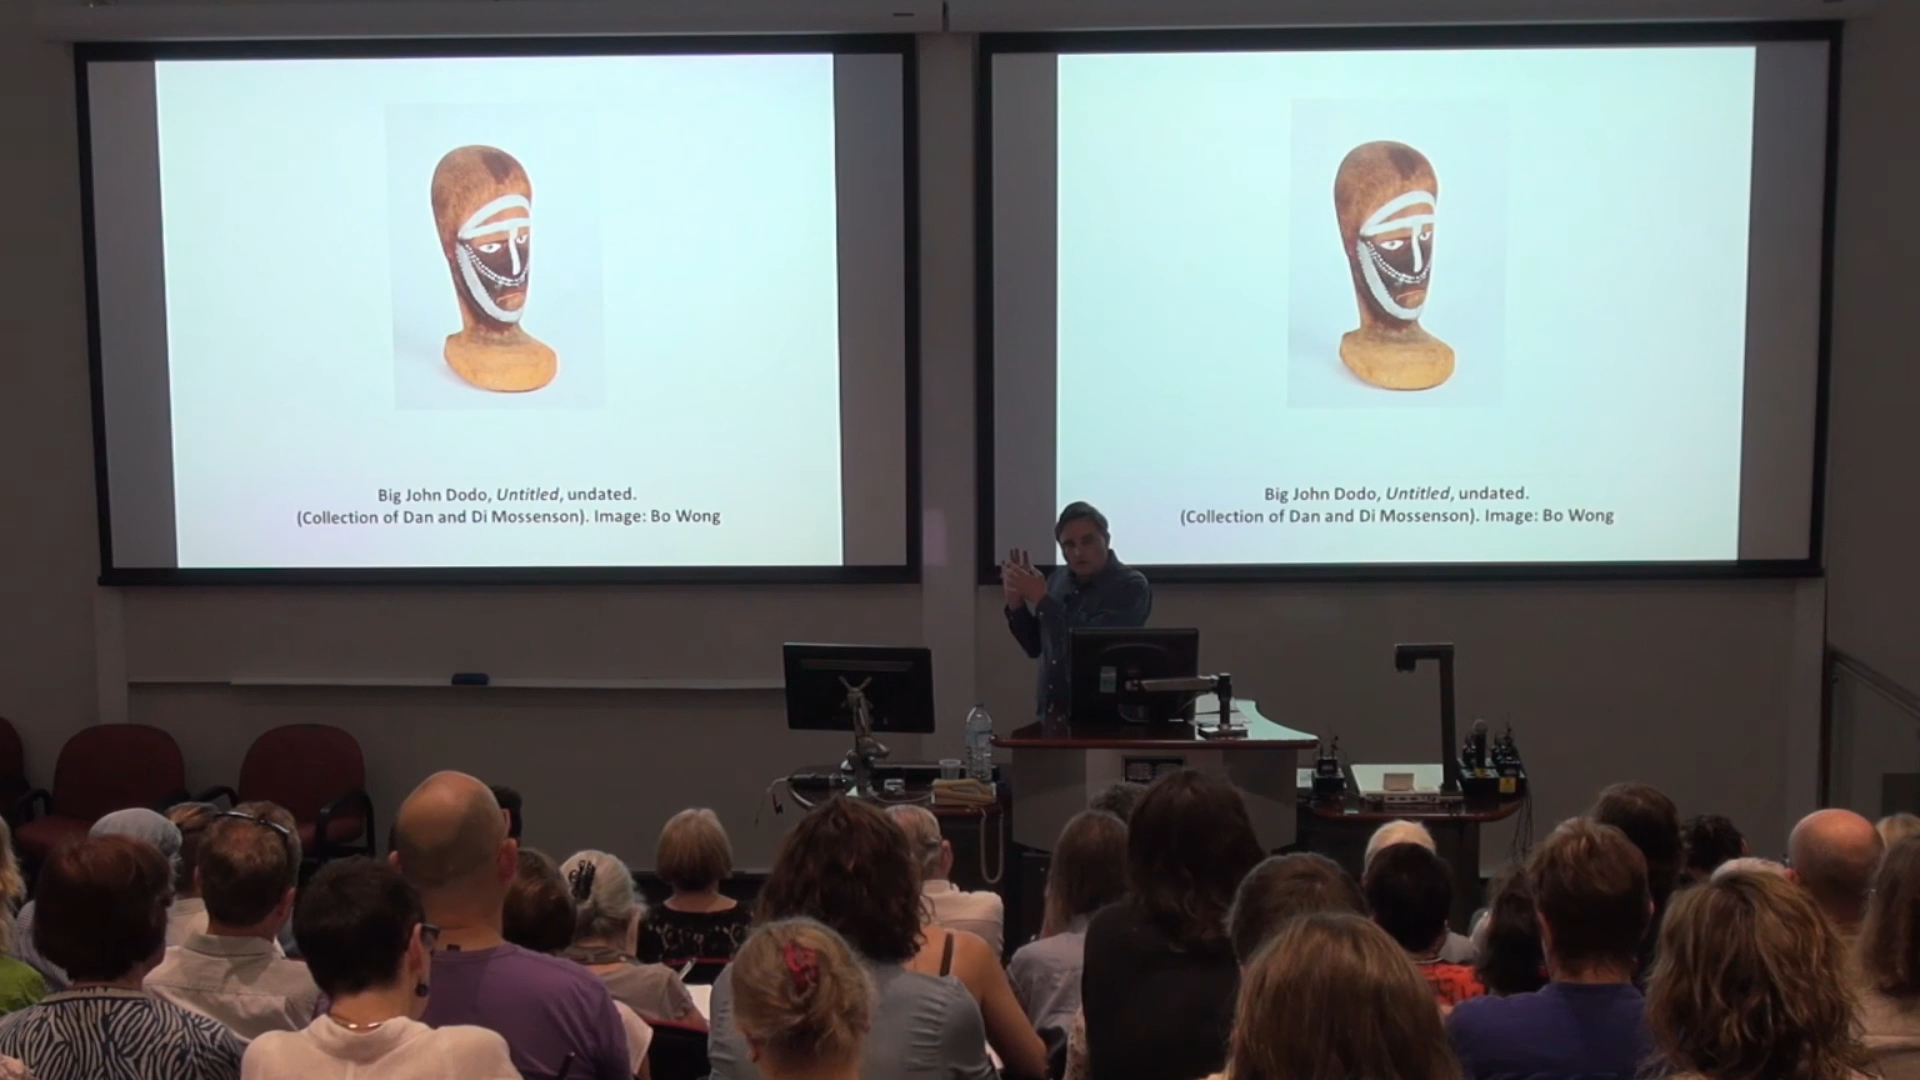 Big John Dodo, Untitled, undated.
(Collection of Dan and Di Mossenson). Image: Bo Wong
Big John Dodo, Untitled, undated.
(Collection of Dan and Di Mossenson). Image: Bo Wong